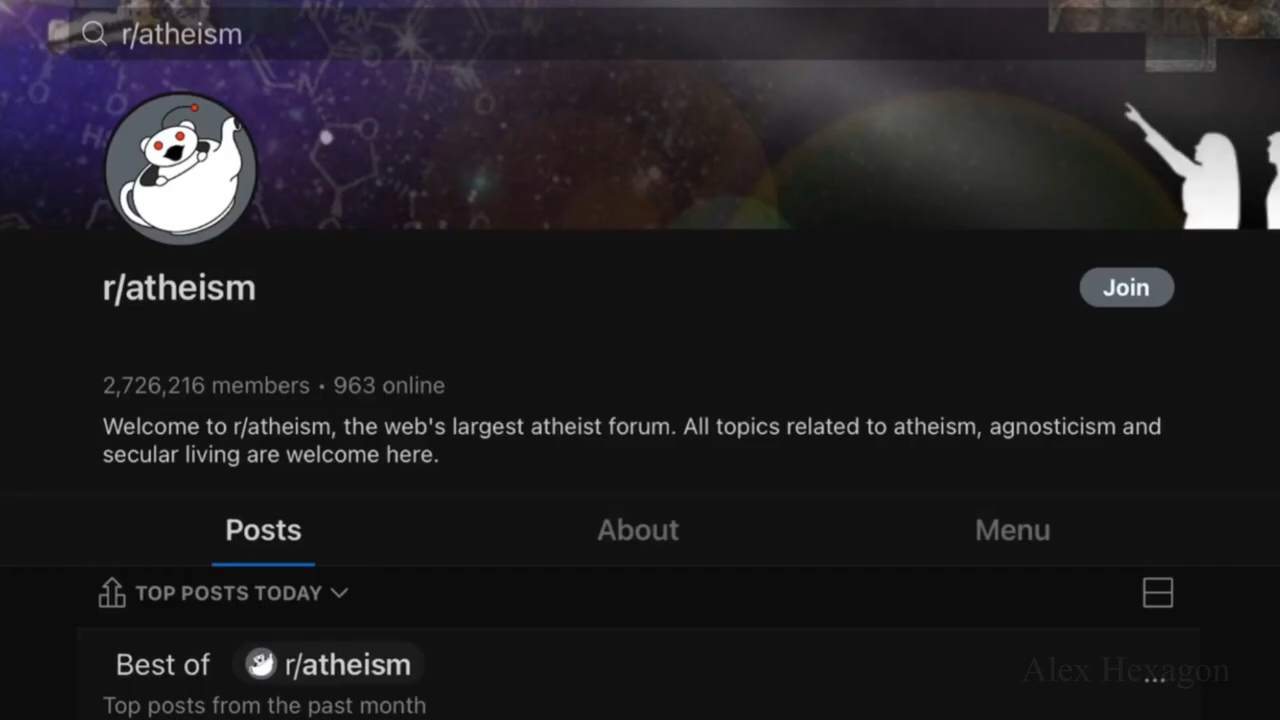 r/atheism
r/atheism
Join
2,726,216 members • 963 online
Welcome to r/atheism, the web's largest atheist forum. All topics related to atheism, agnosticism and
secular living are welcome here.
Posts
About
Menu
TOP POSTS TODAY
Best of r/atheism
Alex Hexagon
Top posts from the past month